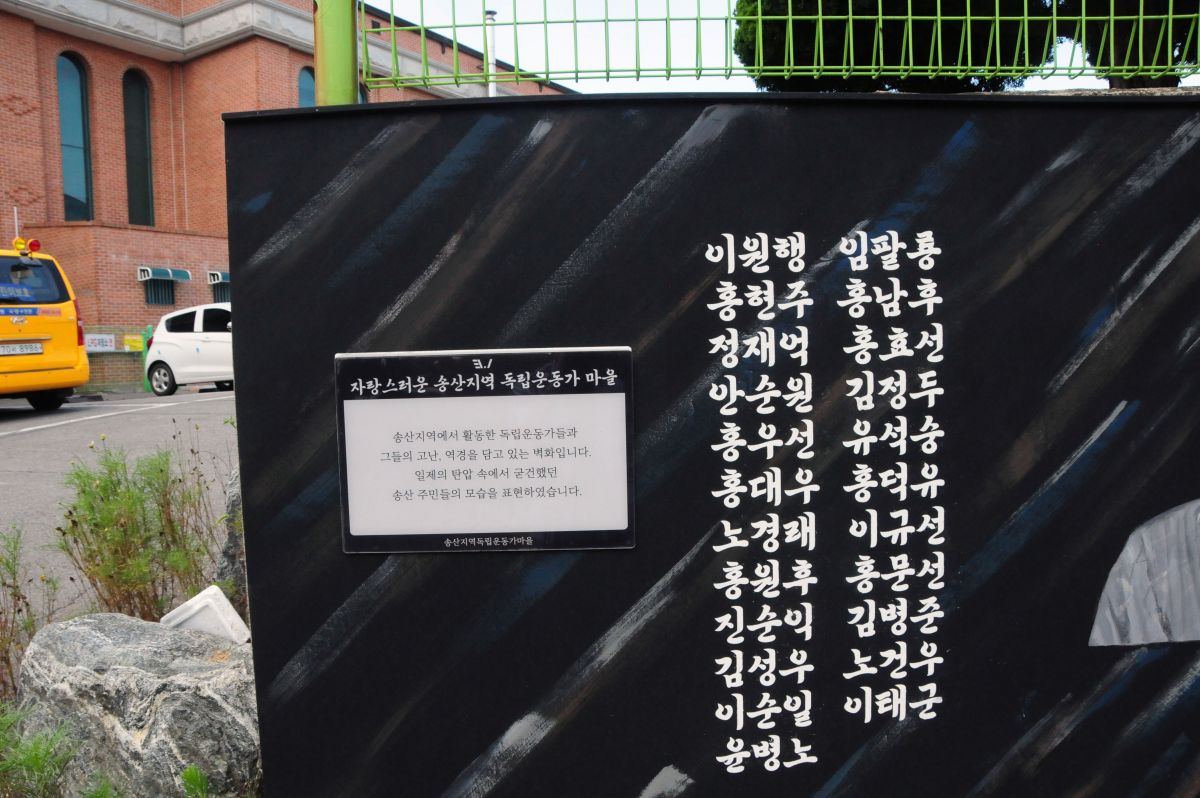 3.1
자랑스러운 송산지역 독립운동가 마을
송산지역에서 활동한 독립운동가들과
그들의 고난, 역경을 담고 있는 벽화입니다.
일제의 탄압 속에서 굳건했던
송산 주민들의 모습을 표현하였습니다.
송산지역독립운동가마을
이원행 임팔룡
홍현주 홍남후
정재억 홍효선
안순원 김정두
홍우선 유석숭
홍대우 홍덕유
노경래 이규선
홍원후 홍문선
진순익 김병준
김성우 노건우
이순일 이태군
윤병노
70서 8986
LPG